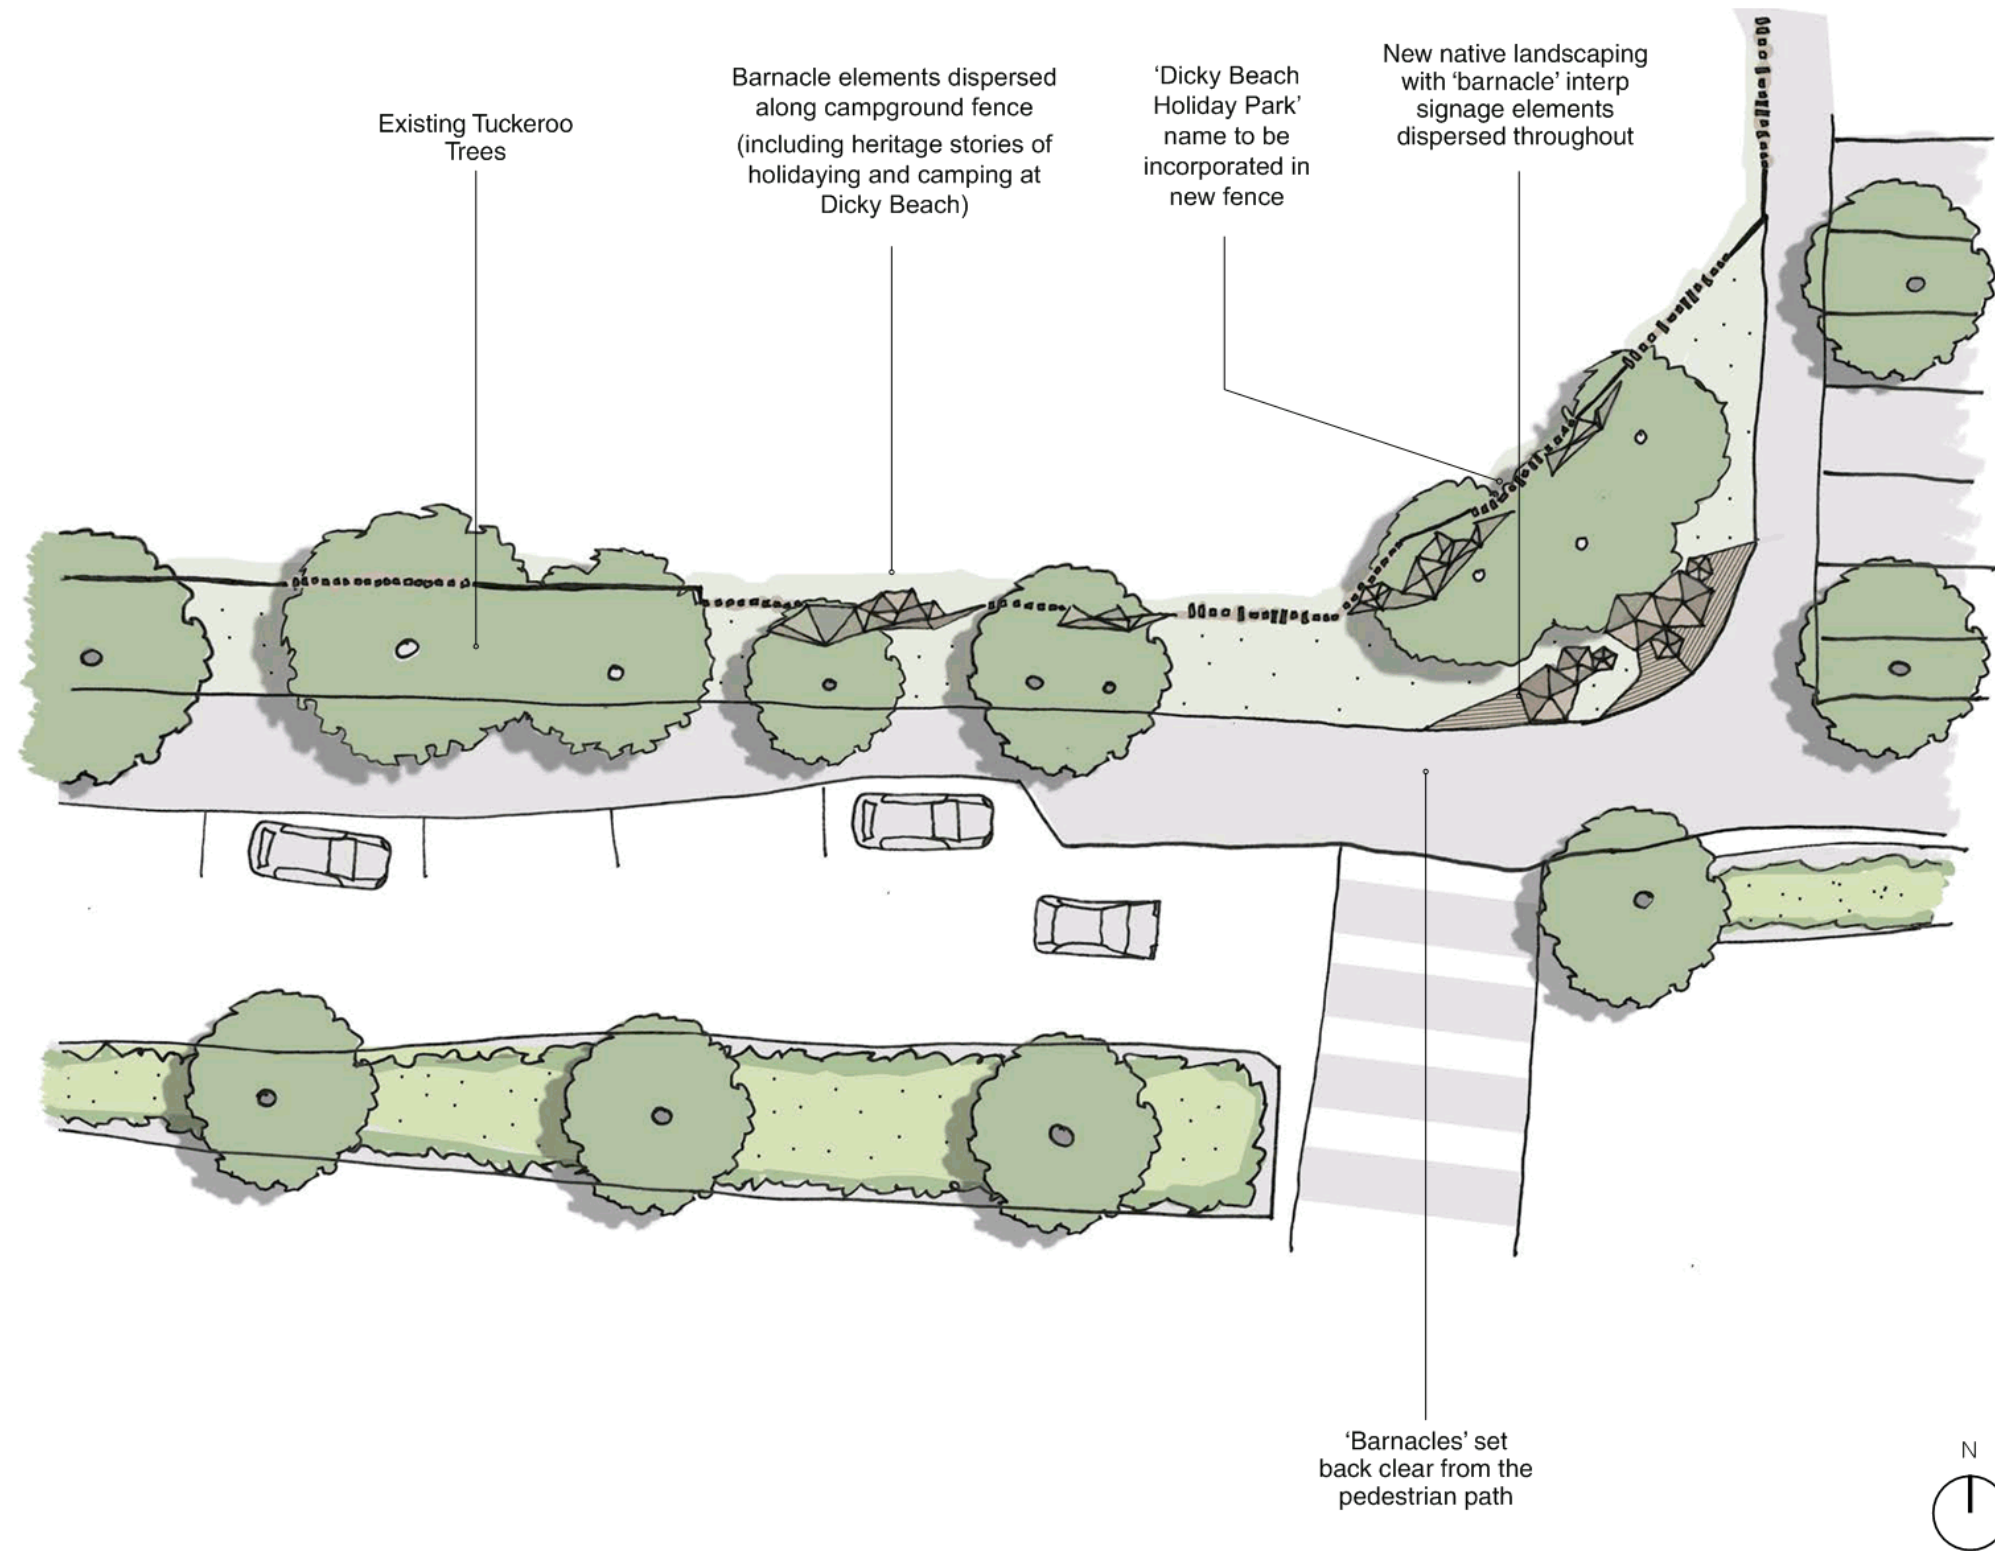 Existing Tuckeroo
Trees
Barnacle elements dispersed
along campground fence
(including heritage stories of
holidaying and camping at
Dicky Beach)
‘Dicky Beach
Holiday Park’
name to be
incorporated in
new fence
New native landscaping
with ‘barnacle’ interp
signage elements
dispersed throughout
‘Barnacles’ set
back clear from the
pedestrian path
N